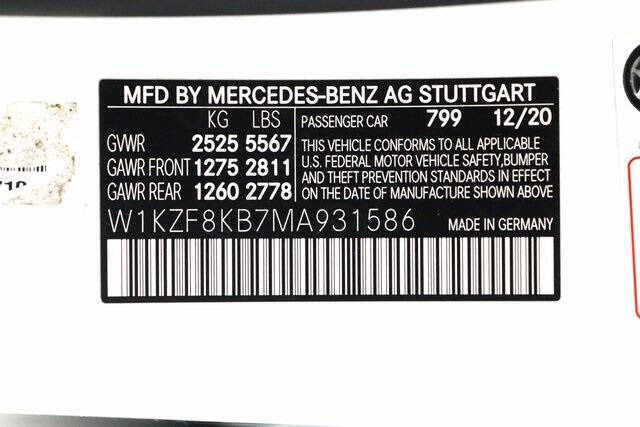 MFD BY MERCEDES-BENZ AG STUTTGART
KG LBS PASSENGER CAR 799 12/20
GVWR 2525 5567
GAWR FRONT 1275 2811
GAWR REAR 1260 2778
THIS VEHICLE CONFORMS TO ALL APPLICABLE
U.S. FEDERAL MOTOR VEHICLE SAFETY,BUMPER
AND THEFT PREVENTION STANDARDS IN EFFECT
ON THE DATE OF MANUFACTURE SHOWN ABOVE.
W1KZF8KB7MA931586
MADE IN GERMANY